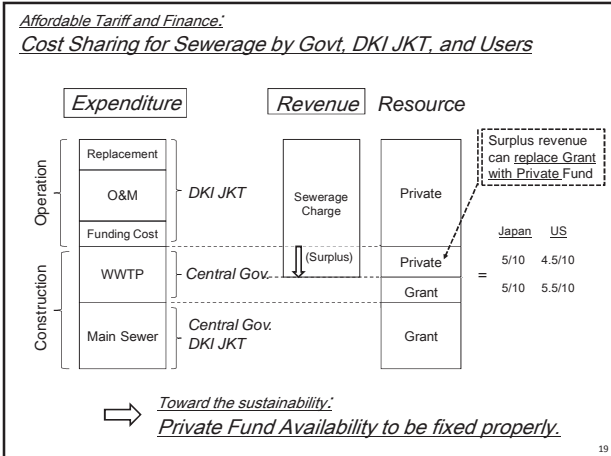 Affordable Tariff and Finance:
Cost Sharing for Sewerage by Govt, DKI JKT, and Users
Expenditure
Revenue
Resource
Surplus revenue
can replace Grant
with Private Fund
Operation
Replacement
O&M
Funding Cost
DKI JKT
Sewerage
Charge
Private
Japan US
(Surplus)
Construction
WWTP
Central Gov.
Private
Grant
=
5/10 4.5/10
5/10 5.5/10
Main Sewer
Central Gov.
DKI JKT
Grant
Toward the sustainability:
Private Fund Availability to be fixed properly.
19